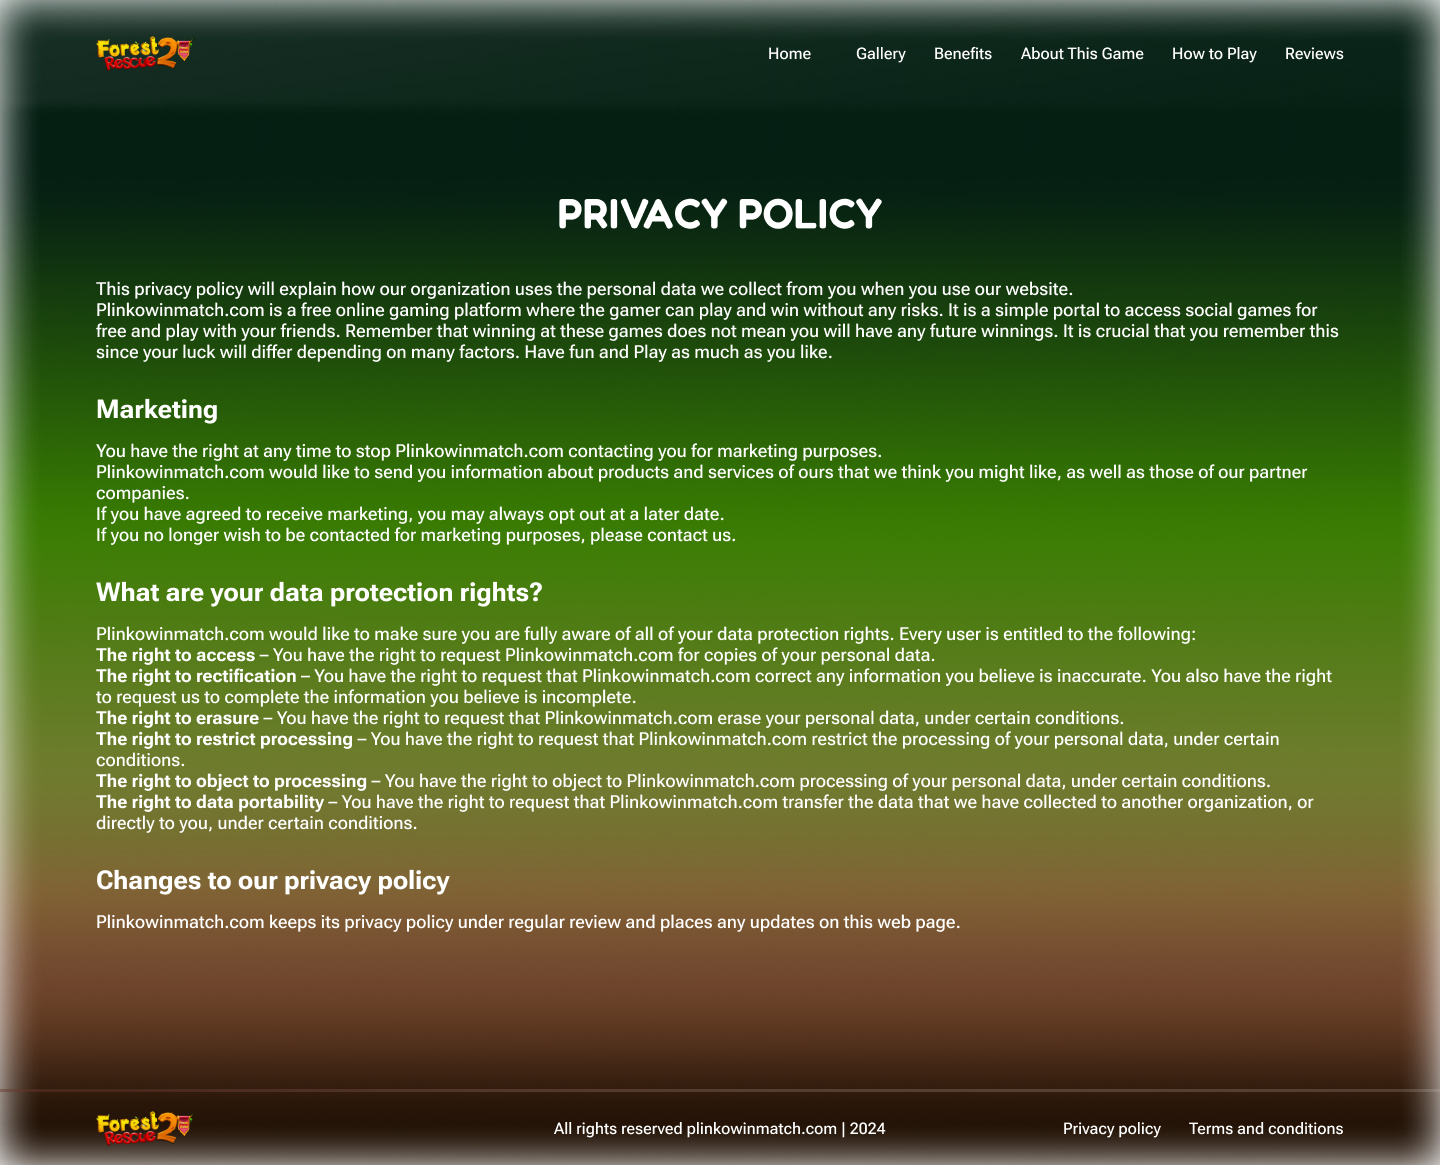 Forest 2
Rescue
Home Gallery Benefits About This Game How to Play Reviews
PRIVACY POLICY
This privacy policy will explain how our organization uses the personal data we collect from you when you use our website.
Plinkowinmatch.com is a free online gaming platform where the gamer can play and win without any risks. It is a simple portal to access social games for
free and play with your friends. Remember that winning at these games does not mean you will have any future winnings. It is crucial that you remember this
since your luck will differ depending on many factors. Have fun and Play as much as you like.
Marketing
You have the right at any time to stop Plinkowinmatch.com contacting you for marketing purposes.
Plinkowinmatch.com would like to send you information about products and services of ours that we think you might like, as well as those of our partner
companies.
If you have agreed to receive marketing, you may always opt out at a later date.
If you no longer wish to be contacted for marketing purposes, please contact us.
What are your data protection rights?
Plinkowinmatch.com would like to make sure you are fully aware of all of your data protection rights. Every user is entitled to the following:
The right to access – You have the right to request Plinkowinmatch.com for copies of your personal data.
The right to rectification – You have the right to request that Plinkowinmatch.com correct any information you believe is inaccurate. You also have the right
to request us to complete the information you believe is incomplete.
The right to erasure – You have the right to request that Plinkowinmatch.com erase your personal data, under certain conditions.
The right to restrict processing – You have the right to request that Plinkowinmatch.com restrict the processing of your personal data, under certain
conditions.
The right to object to processing – You have the right to object to Plinkowinmatch.com processing of your personal data, under certain conditions.
The right to data portability – You have the right to request that Plinkowinmatch.com transfer the data that we have collected to another organization, or
directly to you, under certain conditions.
Changes to our privacy policy
Plinkowinmatch.com keeps its privacy policy under regular review and places any updates on this web page.
Forest 2
Rescue
All rights reserved plinkowinmatch.com | 2024
Privacy policy Terms and conditions